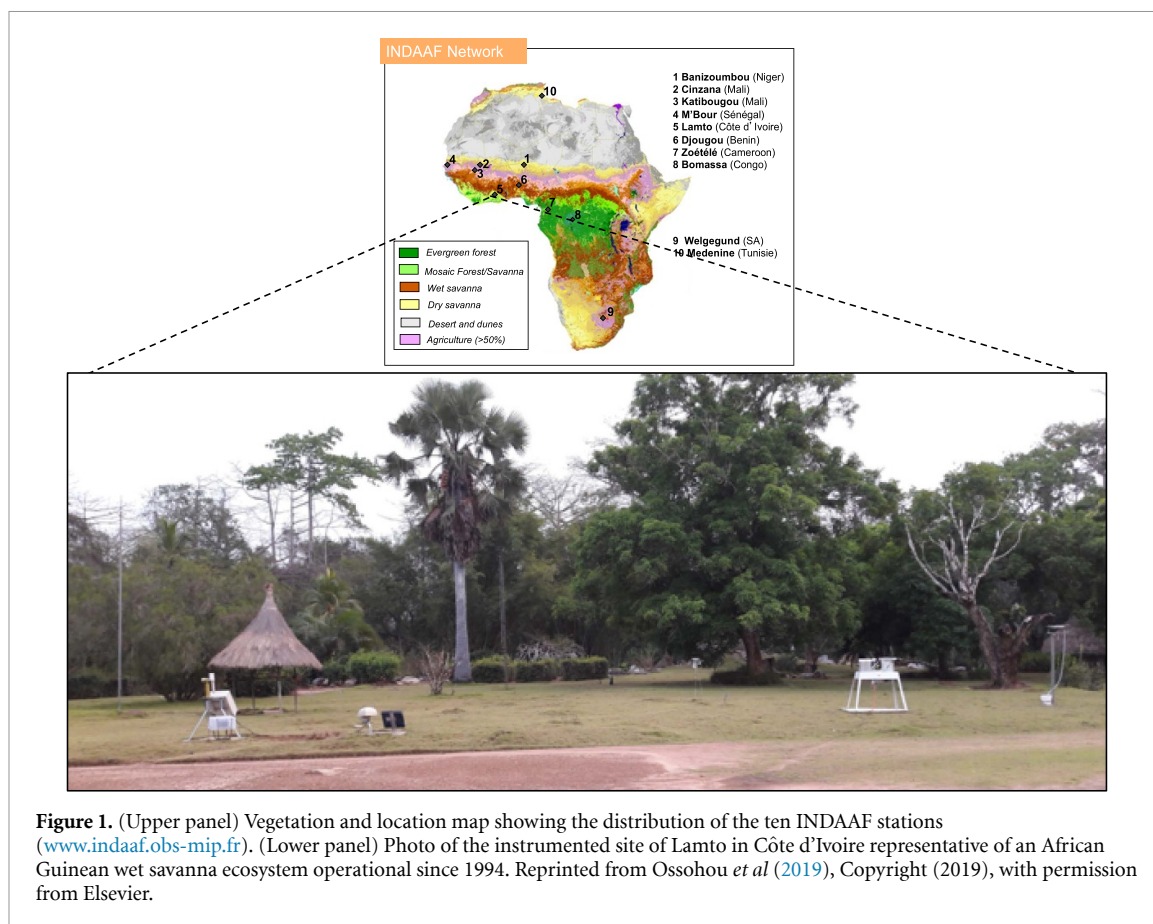 INDAAF Network
1 Banizoumbou (Niger)
2 Cinzana (Mali)
3 Katibougou (Mali)
4 M'Bour (Sénégal)
5 Lamto (Côte d' Ivoire)
6 Djougou (Benin)
7 Zoétélé (Cameroon)
8 Bomassa (Congo)
9 Welgegund (SA)
10 Medenine (Tunisie)
10
4
2
3
1
6
5
7
8
9
Evergreen forest
Mosaic Forest/Savanna
Wet savanna
Dry savanna
Desert and dunes
Agriculture (>50%)
Figure 1. (Upper panel) Vegetation and location map showing the distribution of the ten INDAAF stations
(www.indaaf.obs-mip.fr). (Lower panel) Photo of the instrumented site of Lamto in Côte d'Ivoire representative of an African
Guinean wet savanna ecosystem operational since 1994. Reprinted from Ossohou et al (2019), Copyright (2019), with permission
from Elsevier.